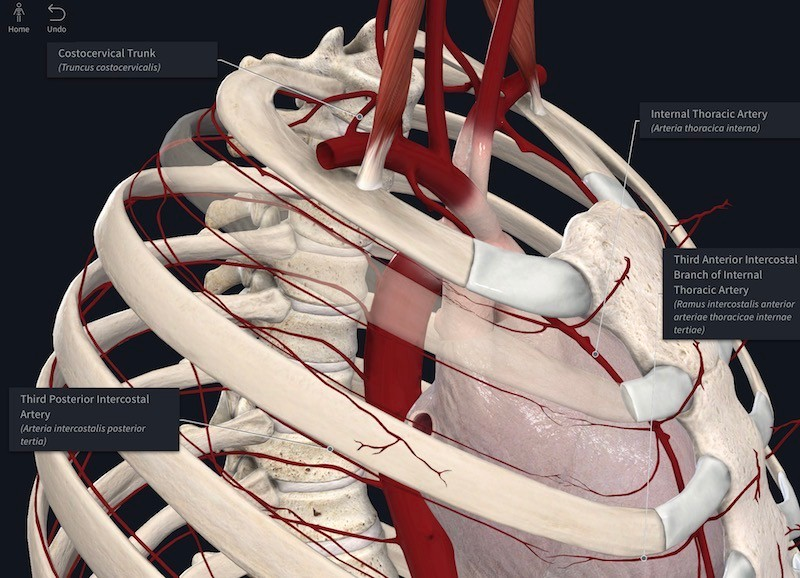 Home Undo
Costocervical Trunk
(Truncus costocervicalis)
Internal Thoracic Artery
(Arteria thoracica interna)
Third Anterior Intercostal
Branch of Internal
Thoracic Artery
(Ramus intercostalis anterior
arteriae thoracicae internae
tertiae)
Third Posterior Intercostal
Artery
(Arteria intercostalis posterior
tertia)